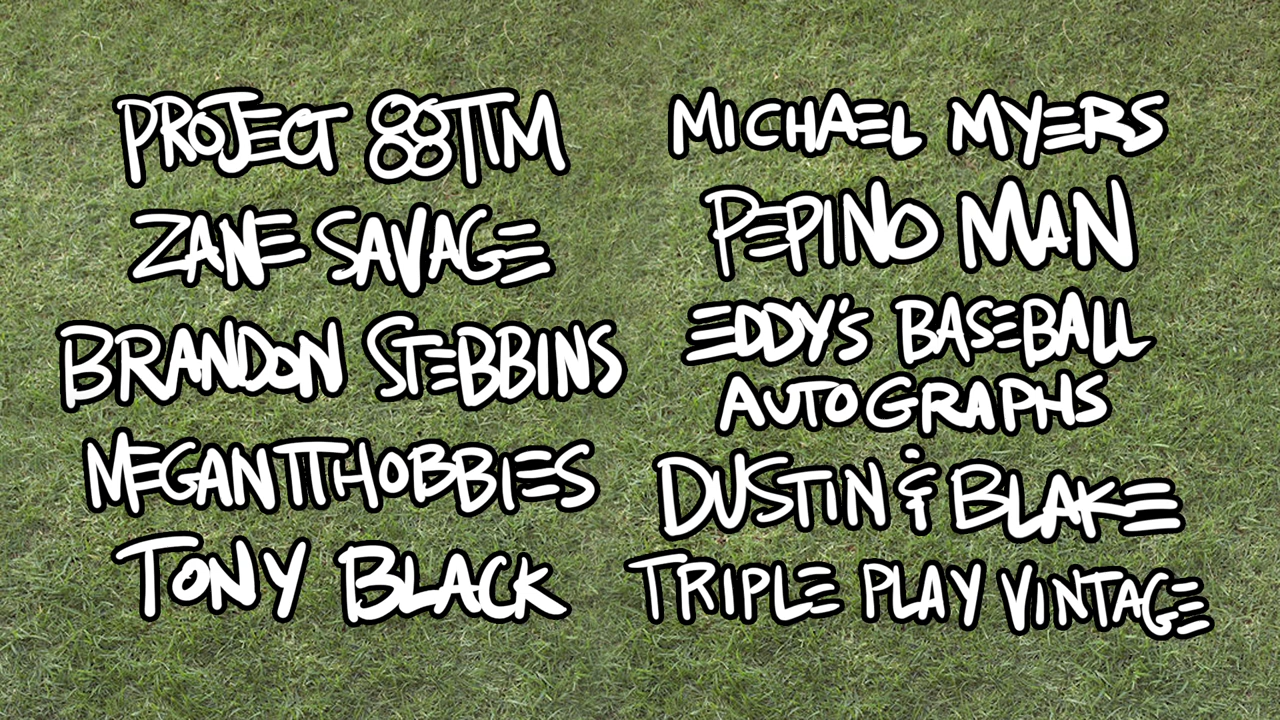 PROJECT 88TTM
ZANE SAVAGE
BRANDON STEBBINS
MEGANTTHOBBIES
TONY BLACK
MICHAEL MYERS
PEPINO MAN
EDDY'S BASEBALL
AUTOGRAPHS
DUSTIN & BLAKE
TRIPLE PLAY VINTAGE